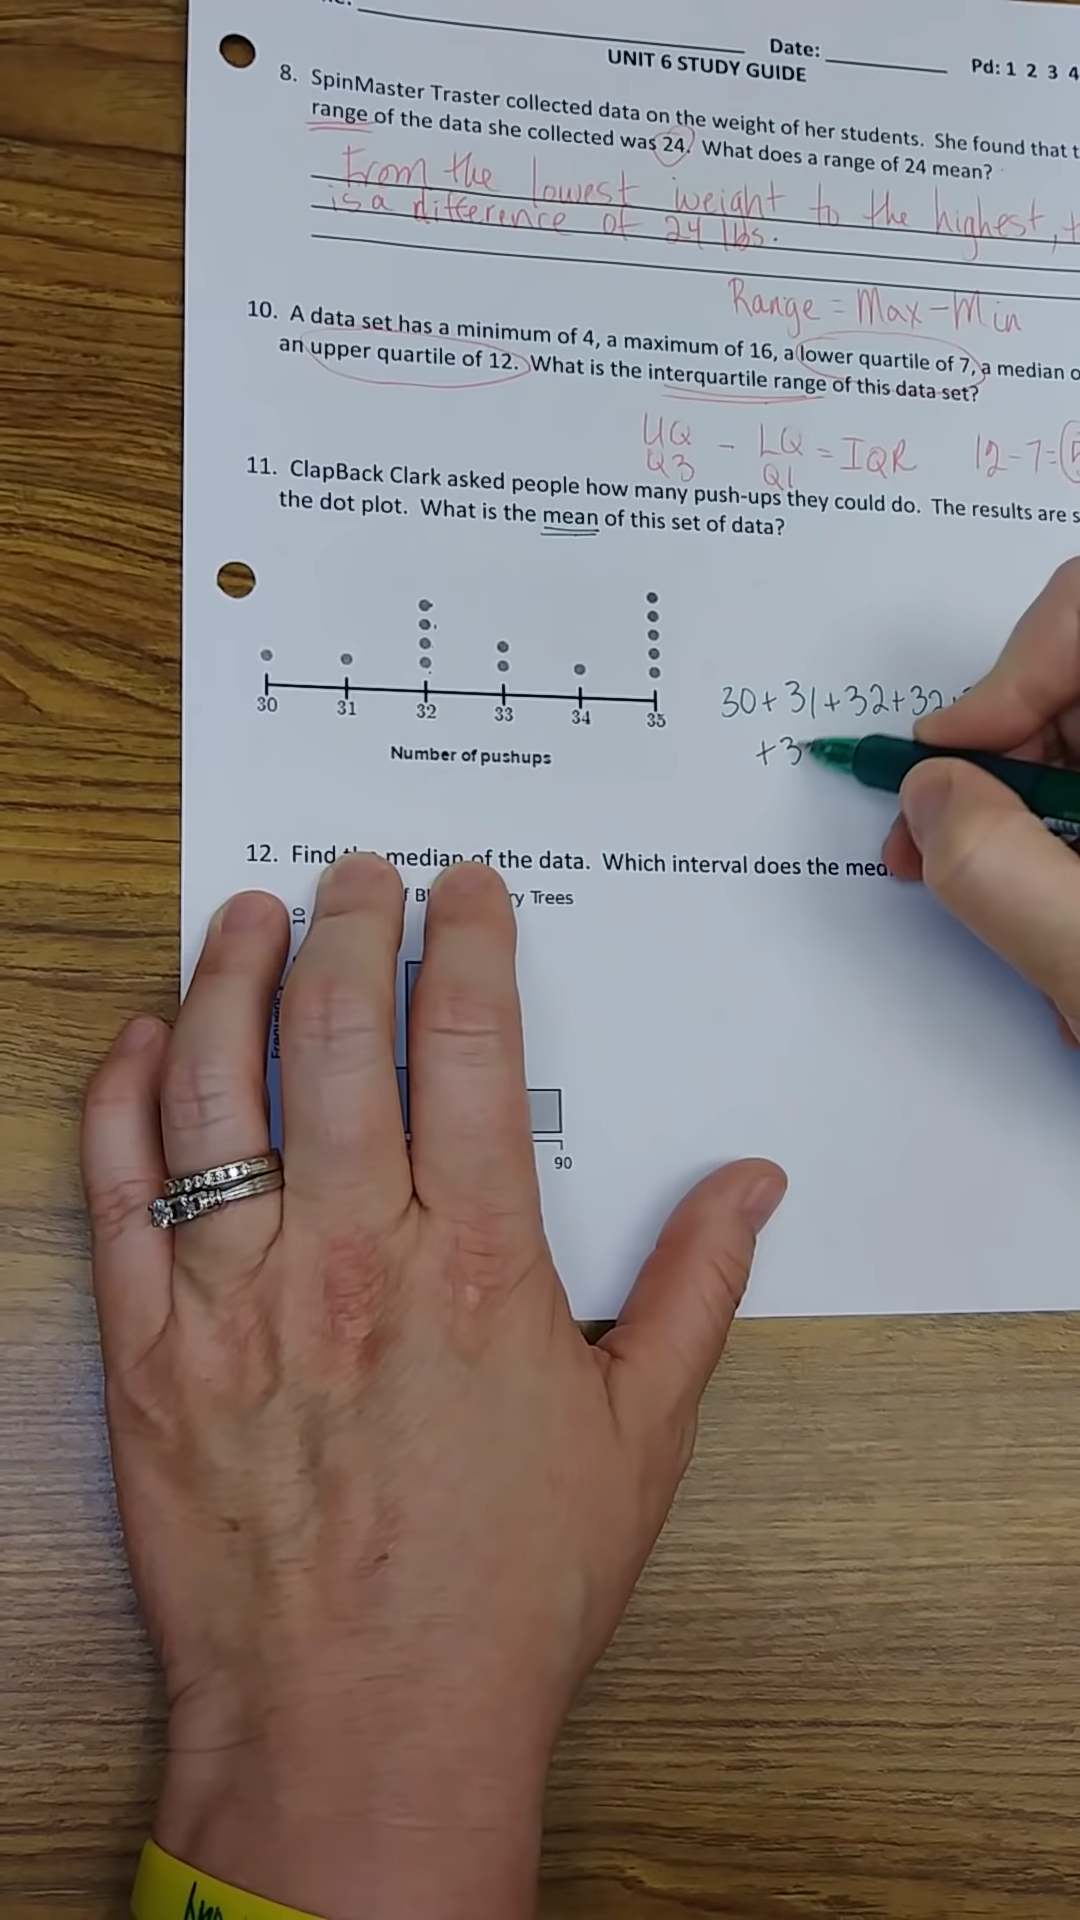 Date:
UNIT 6 STUDY GUIDE
Pd: 1 2 3 4
8. SpinMaster Traster collected data on the weight of her students. She found that t
range of the data she collected was 24. What does a range of 24 mean?
From the lowest weight to the highest, t
is a difference of 24 lbs.
Range = Max - Min
10. A data set has a minimum of 4, a maximum of 16, a lower quartile of 7, a median o
an upper quartile of 12. What is the interquartile range of this data set?
UQ - LQ = IQR 12-7=
Q3 Q1
11. ClapBack Clark asked people how many push-ups they could do. The results are s
the dot plot. What is the mean of this set of data?
30 31 32 33 34 35
Number of pushups
30+31+32+32
+3
12. Find median of the data. Which interval does the med
Trees
10
90